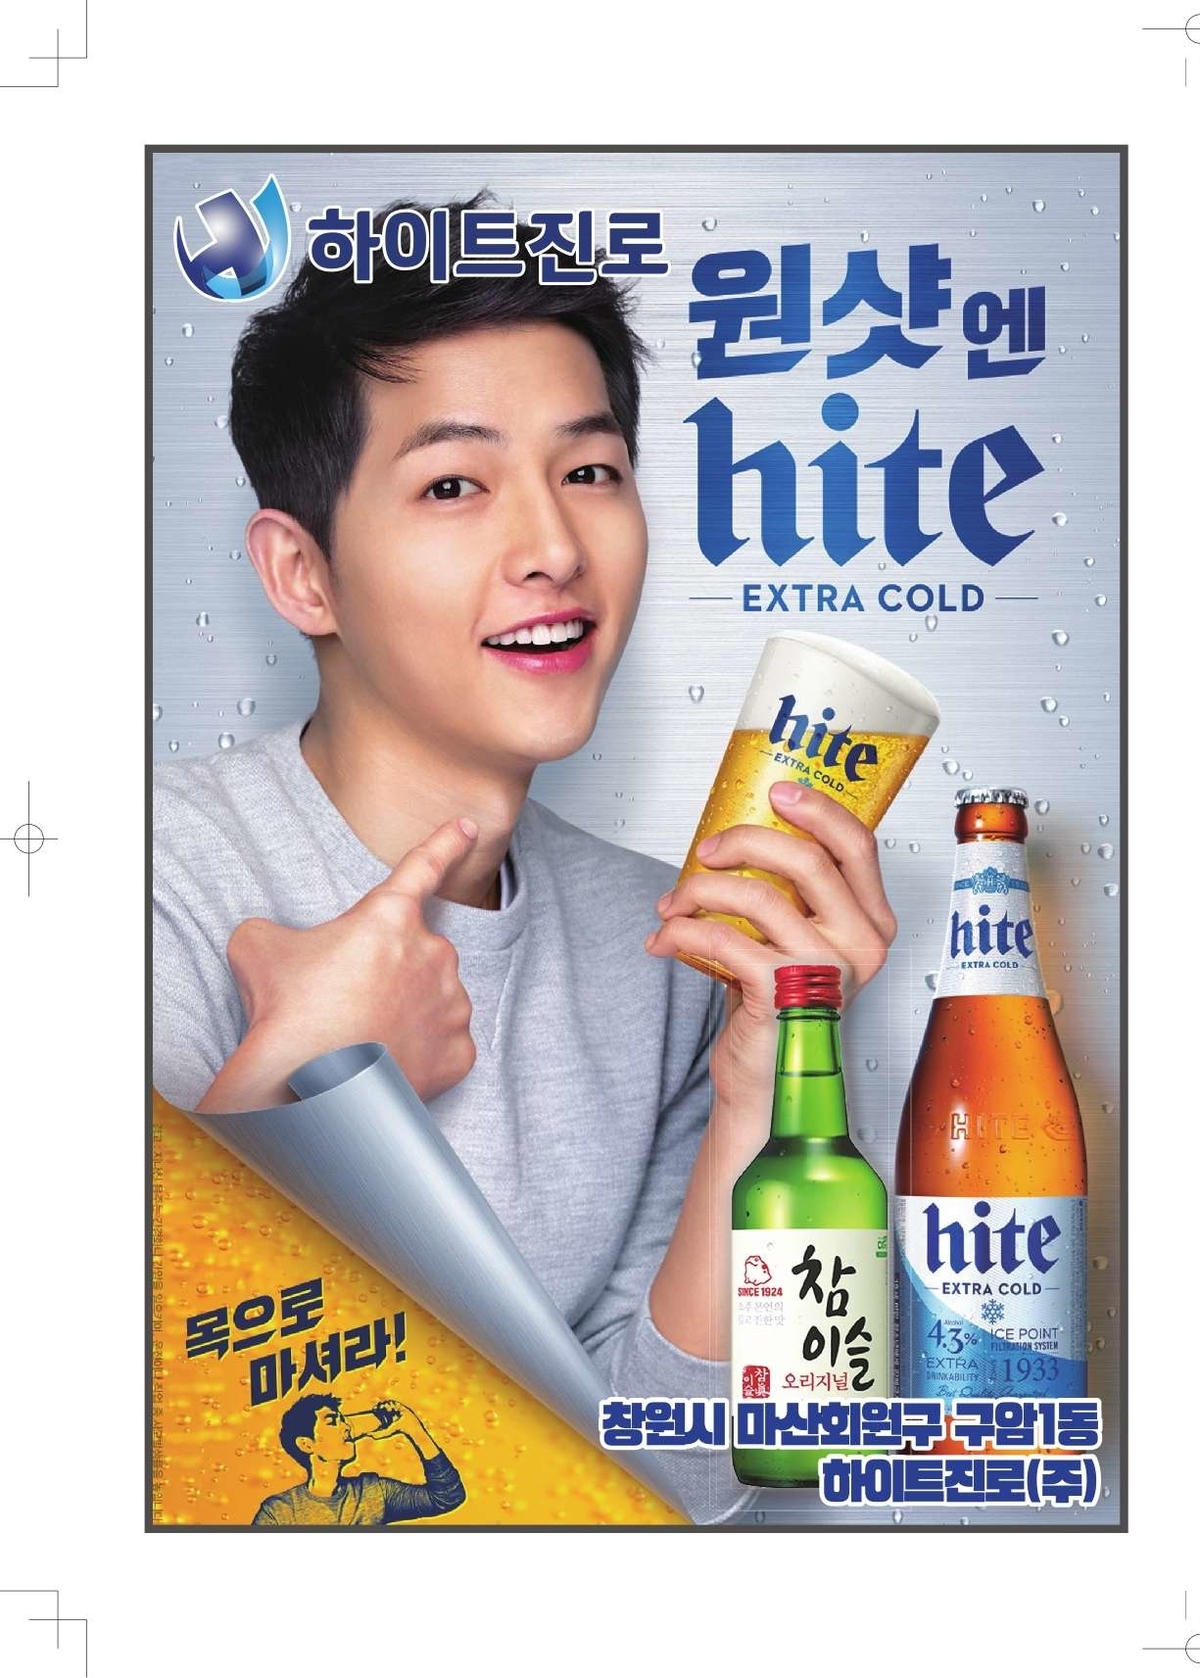 하이트진로
원샷엔
hite
EXTRA COLD
hite
EXTRA COLD
hite
EXTRA COLD
HITE
hite
EXTRA COLD
Alcohol
4.3%
ICE POINT
FILTRATION SYSTEM
EXTRA
DRINKABILITY
1933
SINCE 1924
참
이슬
오리지널
목으로
마셔라!
창원시 마산회원구 구암1동
하이트진로(주)